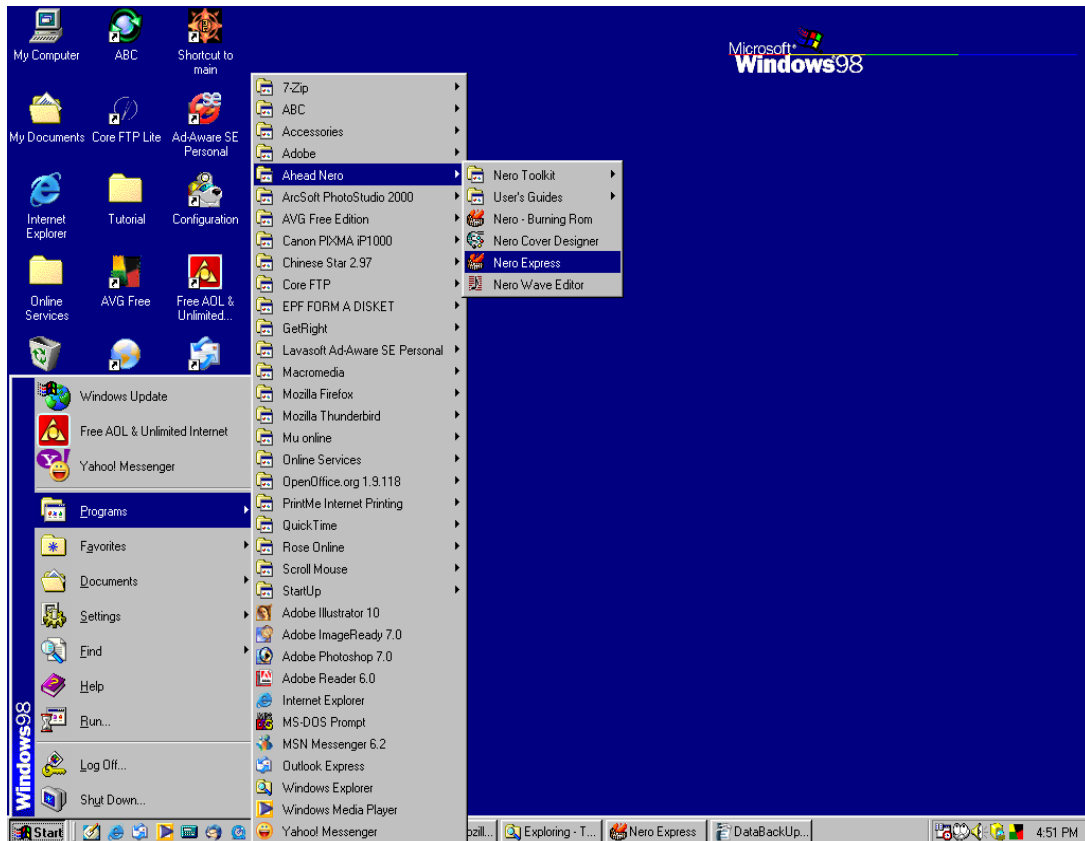 My Computer
ABC
Shortcut to
main
My Documents
Core FTP Lite
Ad-Aware SE
Personal
Internet
Explorer
Tutorial
Configuration
Online
Services
AVG Free
Free AOL &
Unlimited...
Microsoft
Windows 98
Windows Update
Free AOL & Unlimited Internet
Yahoo! Messenger
Programs
Favorites
Documents
Settings
Find
Help
Run...
Log Off...
Shut Down...
Windows98
7-Zip
ABC
Accessories
Adobe
Ahead Nero
ArcSoft PhotoStudio 2000
AVG Free Edition
Canon PIXMA iP1000
Chinese Star 2.97
Core FTP
EPF FORM A DISKET
GetRight
Lavasoft Ad-Aware SE Personal
Macromedia
Mozilla Firefox
Mozilla Thunderbird
Mu online
Online Services
OpenOffice.org 1.9.118
PrintMe Internet Printing
QuickTime
Rose Online
Scroll Mouse
StartUp
Adobe Illustrator 10
Adobe ImageReady 7.0
Adobe Photoshop 7.0
Adobe Reader 6.0
Internet Explorer
MS-DOS Prompt
MSN Messenger 6.2
Outlook Express
Windows Explorer
Windows Media Player
Yahoo! Messenger
Nero Toolkit
User's Guides
Nero - Burning Rom
Nero Cover Designer
Nero Express
Nero Wave Editor
Start
ozill...
Exploring - T...
Nero Express
DataBackUp...
4:51 PM